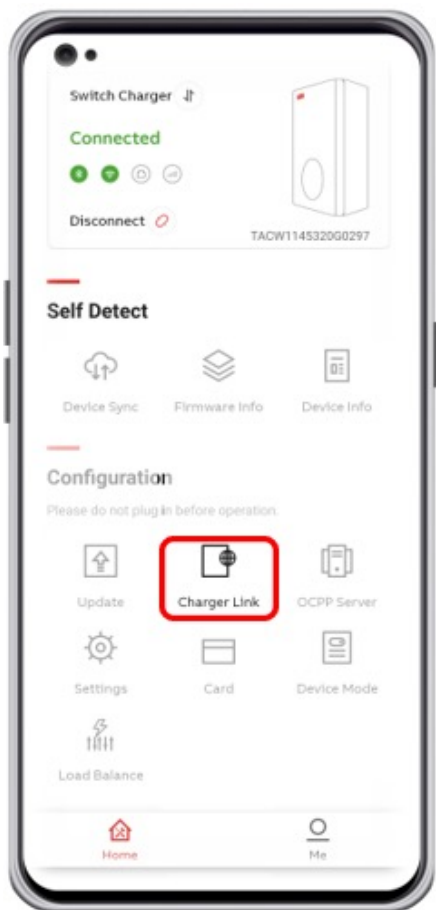 Switch Charger
Connected
Disconnect
TACW1145320G0297
Self Detect
Device Sync Firmware Info Device Info
Configuration
Please do not plug in before operation.
Update Charger Link OCPP Server
Settings Card Device Mode
Load Balance
Home Me